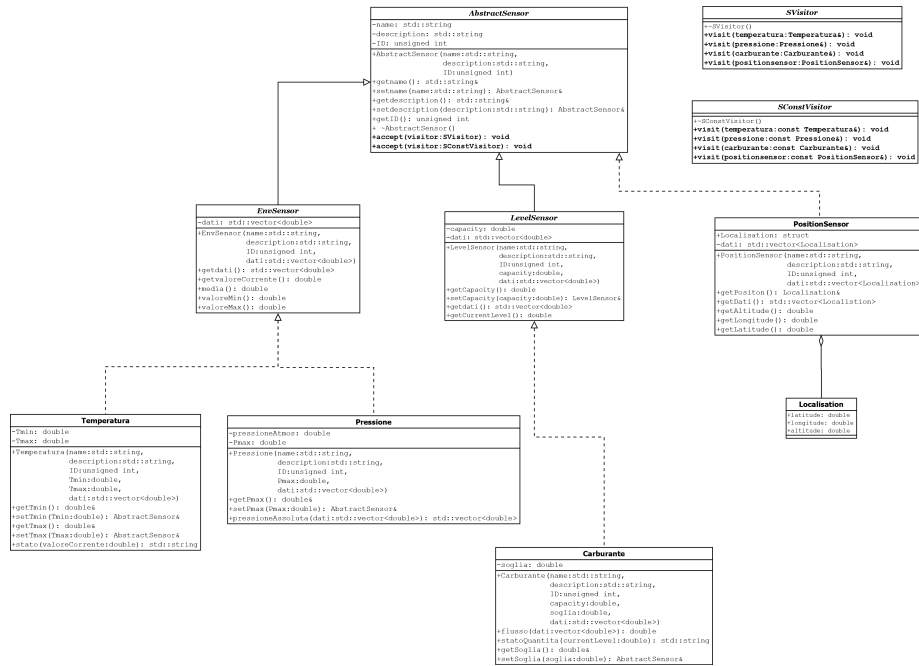 AbstractSensor
-name: std::string
-description: std::string
-ID: unsigned int
+AbstractSensor(name:std::string,
description:std::string,
ID:unsigned int)
+getname(): std::string&
+setname(name:std::string): AbstractSensor&
+getdescription(): std::string&
+setdescription(description:std::string): AbstractSensor&
+getID(): unsigned int
+ ~AbstractSensor()
+accept(visitor:SVisitor): void
+accept(visitor:SConstVisitor): void
SVisitor
+~SVisitor()
+visit(temperatura:Temperatura&): void
+visit(pressione:Pressione&): void
+visit(carburante:Carburante&): void
+visit(positionsensor:PositionSensor&): void
SConstVisitor
+~SConstVisitor()
+visit(temperatura:const Temperatura&): void
+visit(pressione:const Pressione&): void
+visit(carburante:const Carburante&): void
+visit(positionsensor:const PositionSensor&): void
EnvSensor
-dati: std::vector<double>
+EnvSensor(name:std::string,
description:std::string,
ID:unsigned int,
dati:std::vector<double>)
+getdati(): std::vector<double>
+getvaloreCorrente(): double
+media(): double
+valoreMin(): double
+valoreMax(): double
LevelSensor
-capacity: double
-dati: std::vector<double>
+LevelSensor(name:std::string,
description:std::string,
ID:unsigned int,
capacity:double,
dati:std::vector<double>)
+getCapacity(): double
+setCapacity(capacity:double): LevelSensor&
+getdati(): std::vector<double>
+getCurrentLevel(): double
PositionSensor
+Localisation: struct
-dati: std::vector<Localisation>
+PositionSensor(name:std::string,
description:std::string,
ID:unsigned int,
dati:std::vector<Localisation>)
+getPositon(): Localisation&
+getDati(): std::vector<Localistion>
+getAltitude(): double
+getLongitude(): double
+getLatitude(): double
Localisation
+latitude: double
+longitude: double
+altitude: double
Temperatura
-Tmin: double
-Tmax: double
+Temperatura(name:std::string,
description:std::string,
ID:unsigned int,
Tmin:double,
Tmax:double,
dati:std::vector<double>)
+getTmin(): double&
+setTmin(Tmin:double): AbstractSensor&
+getTmax(): double&
+setTmax(Tmax:double): AbstractSensor&
+stato(valoreCorrente:double): std::string
Pressione
-pressioneAtmos: double
-Pmax: double
+Pressione(name:std::string,
description:std::string,
ID:unsigned int,
Pmax:double,
dati:std::vector<double>)
+getPmax(): double&
+setPmax(Pmax:double): AbstractSensor&
+pressioneAssoluta(dati:std::vector<double>): std::vector<double>
Carburante
-soglia: double
+Carburante(name:std::string,
description:std::string,
ID:unsigned int,
capacity:double,
soglia:double,
dati:std::vector<double>)
+flusso(dati:vector<double>): double
+statoQuantita(currentLevel:double): std::string
+getSoglia(): double&
+setSoglia(soglia:double): AbstractSensor&